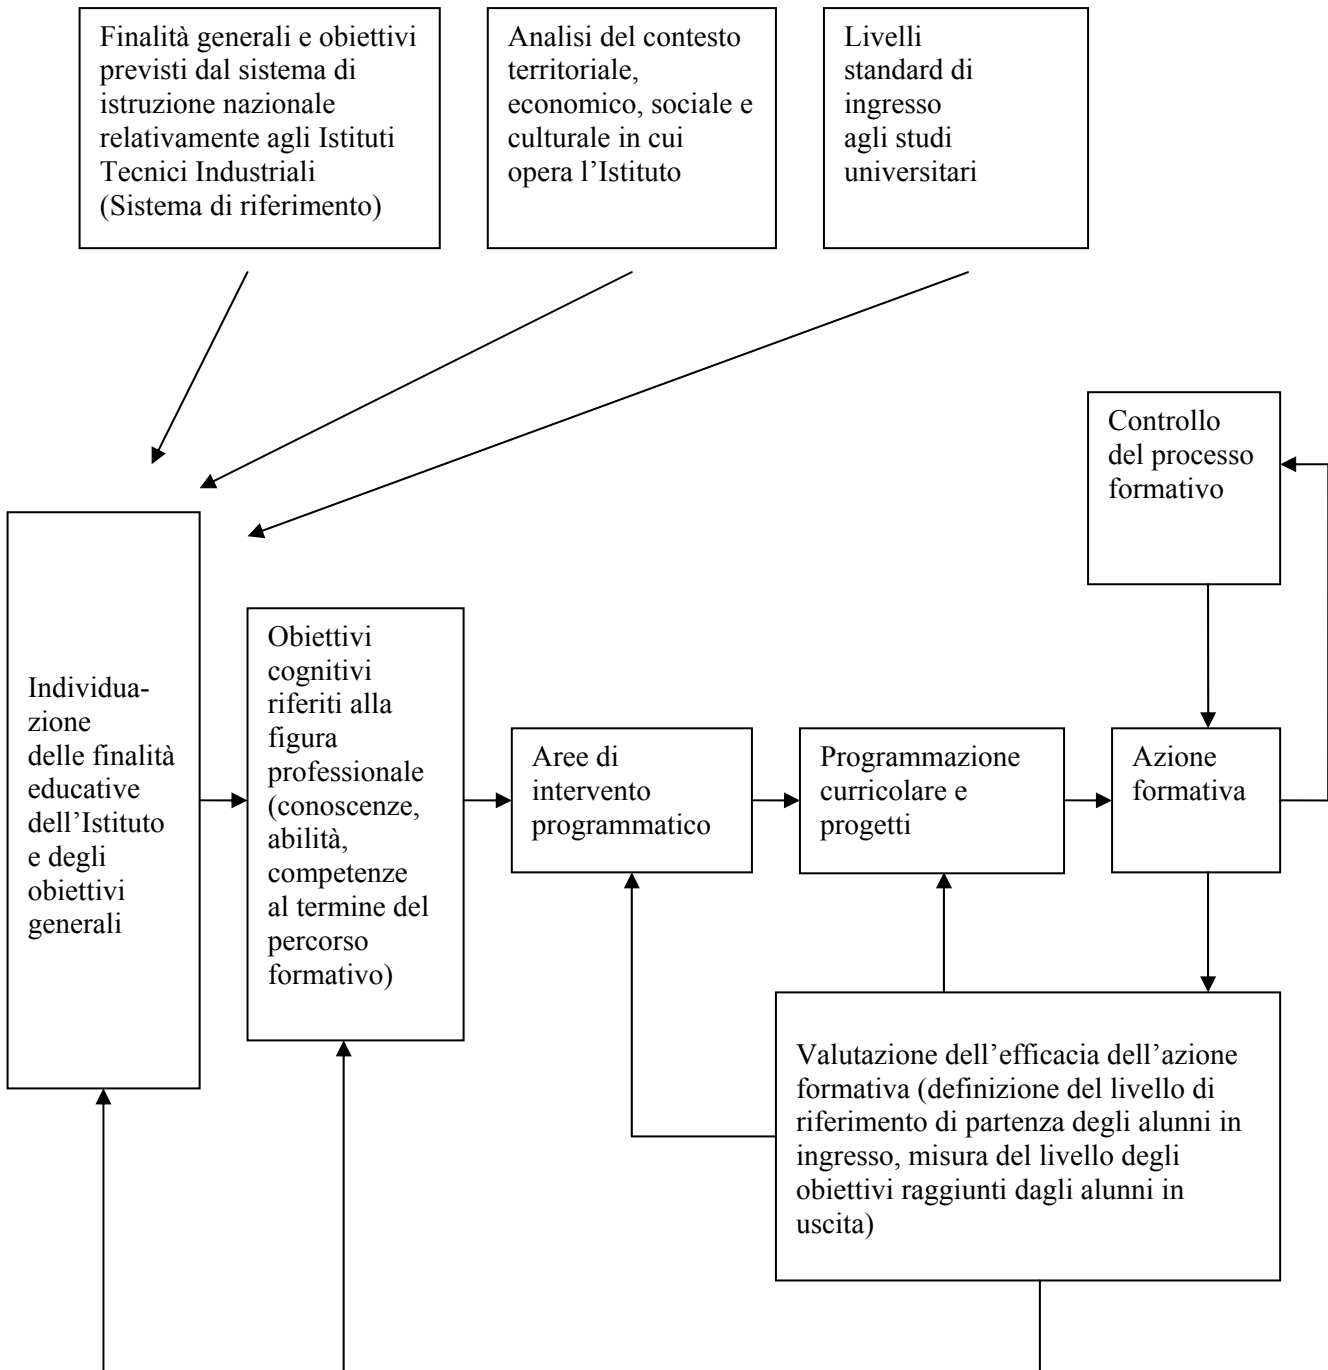 Finalità generali e obiettivi
previsti dal sistema di
istruzione nazionale
relativamente agli Istituti
Tecnici Industriali
(Sistema di riferimento)
Analisi del contesto
territoriale,
economico, sociale e
culturale in cui
opera l’Istituto
Livelli
standard di
ingresso
agli studi
universitari
Controllo
del processo
formativo
Individua-
zione
delle finalità
educative
dell’Istituto
e degli
obiettivi
generali
Obiettivi
cognitivi
riferiti alla
figura
professionale
(conoscenze,
abilità,
competenze
al termine del
percorso
formativo)
Aree di
intervento
programmatico
Programmazione
curricolare e
progetti
Azione
formativa
Valutazione dell’efficacia dell’azione
formativa (definizione del livello di
riferimento di partenza degli alunni in
ingresso, misura del livello degli
obiettivi raggiunti dagli alunni in
uscita)